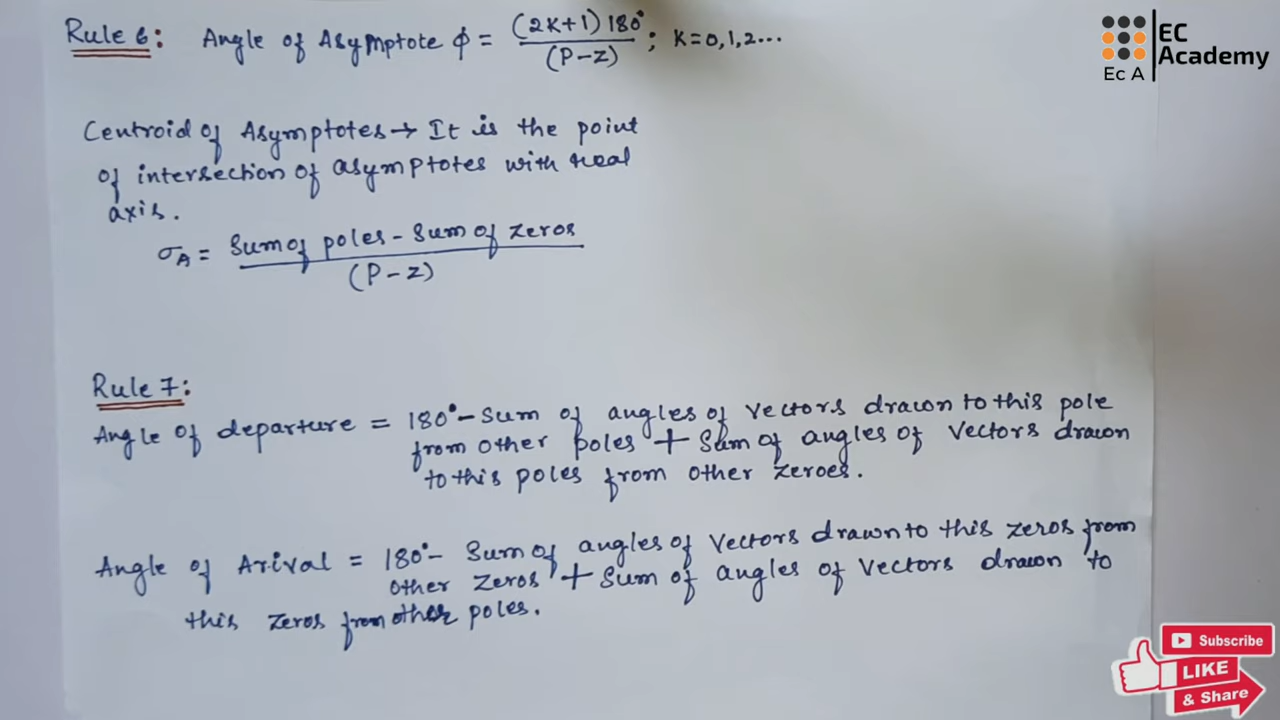 Rule 6: Angle of Asymptote φ = (2K+1)180° / (P-Z) ; K=0,1,2...
EC
Academy
Ec A
Centroid of Asymptotes → It is the point
of intersection of asymptotes with real
axis.
σA = Sum of poles - Sum of zeros / (P-Z)
Rule 7:
Angle of departure = 180° - Sum of angles of vectors drawn to this pole
from other poles + Sum of angles of vectors drawn
to this poles from other zeroes.
Angle of Arival = 180° - Sum of angles of vectors drawn to this zeros from
other zeros + Sum of angles of vectors drawn to
this zeros from other poles.
Subscribe
LIKE
& Share